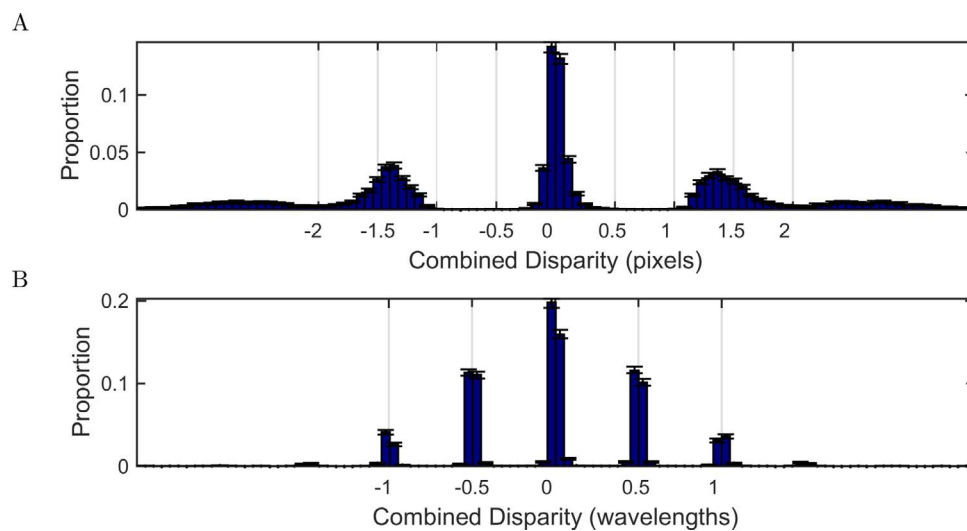 A
0.1
0.05
0
Proportion
-2 -1.5 -1 -0.5 0 0.5 1 1.5 2
Combined Disparity (pixels)
B
0.2
0.1
0
Proportion
-1 -0.5 0 0.5 1
Combined Disparity (wavelengths)